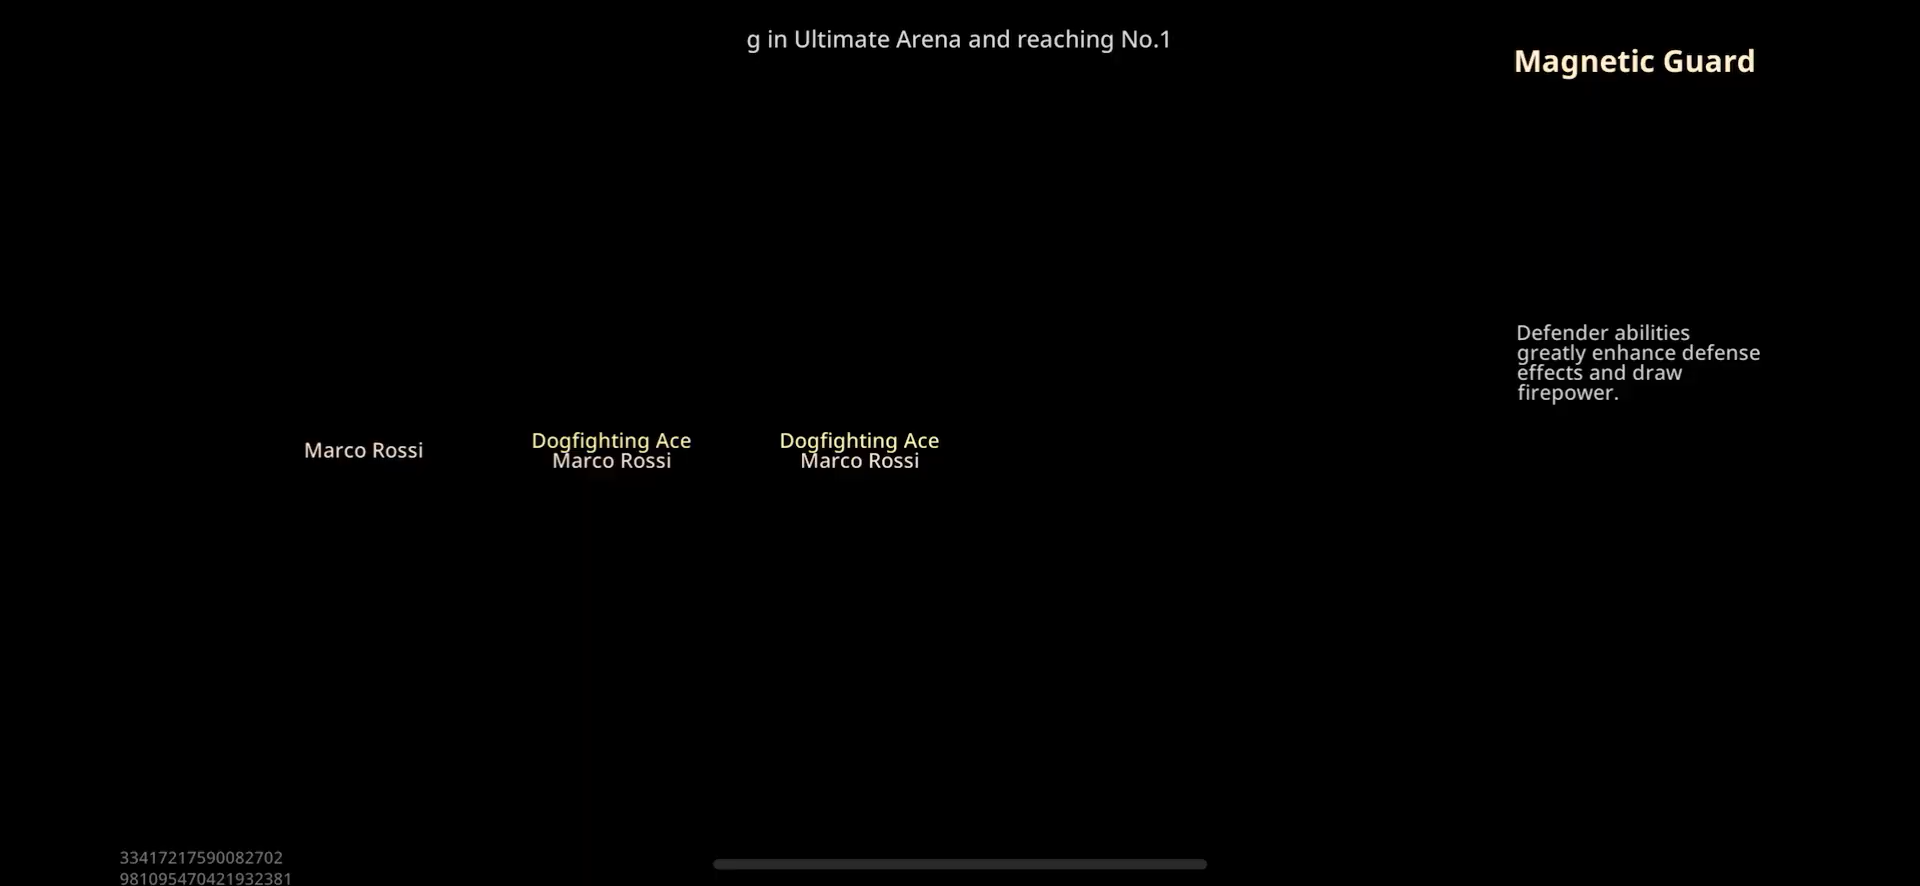 g in Ultimate Arena and reaching No.1
Magnetic Guard
Defender abilities
greatly enhance defense
effects and draw
firepower.
Marco Rossi
Dogfighting Ace
Marco Rossi
Dogfighting Ace
Marco Rossi
33417217590082702
981095470421932381